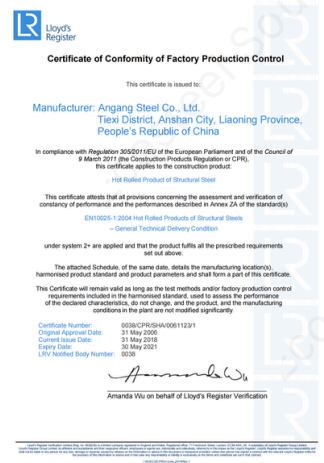 LR
Lloyd's
Register
Certificate of Conformity of Factory Production Control
This certificate is issued to:
Manufacturer: Angang Steel Co., Ltd.
Tiexi District, Anshan City, Liaoning Province,
People's Republic of China
In compliance with Regulation 305/2011/EU of the European Parliament and of the Council of
9 March 2011 (the Construction Products Regulation or CPR),
this certificate applies to the construction product:
Hot Rolled Product of Structural Steel
This certificate attests that all provisions concerning the assessment and verification of
constancy of performance and the performances described in Annex ZA of the standard(s)
EN10025-1:2004 Hot Rolled Products of Structural Steels
– General Technical Delivery Condition
under system 2+ are applied and that the product fulfils all the prescribed requirements
set out above.
The attached Schedule, of the same date, details the manufacturing location(s),
harmonised product standard and product parameters and shall form a part of this certificate.
This Certificate will remain valid as long as the test methods and/or factory production control
requirements included in the harmonised standard, used to assess the performance
of the declared characteristics, do not change, and the product, and the manufacturing
conditions in the plant are not modified significantly
Certificate Number: 0038/CPR/SHA/0061123/1
Original Approval Date: 31 May 2006
Current Issue Date: 31 May 2018
Expiry Date: 30 May 2021
LRV Notified Body Number: 0038
Amanda Wu
Amanda Wu on behalf of Lloyd's Register Verification